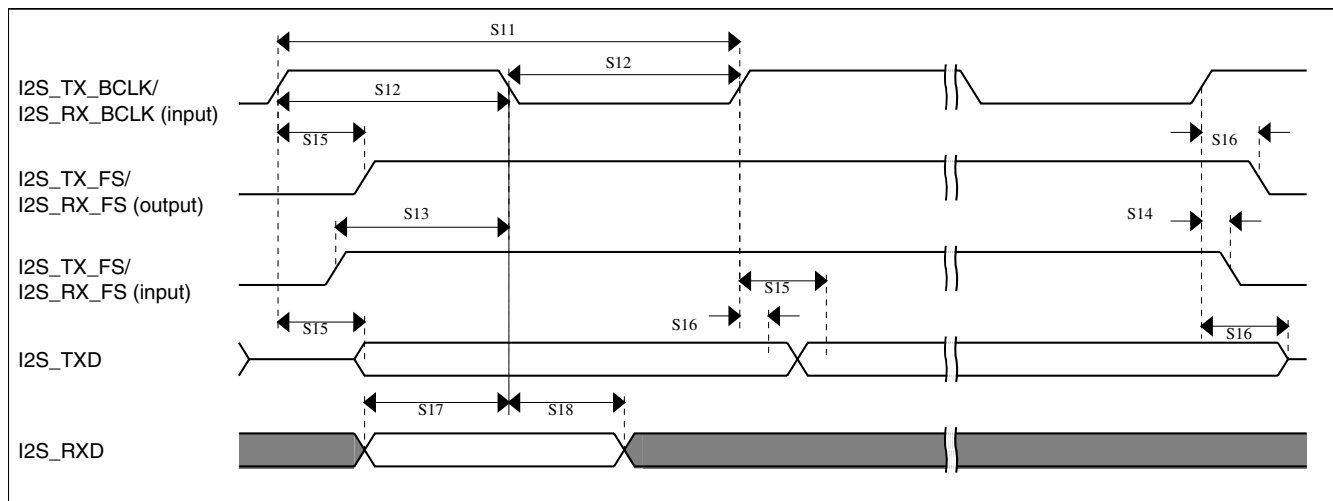 S11
S12
I2S_TX_BCLK/
I2S_RX_BCLK (input)
S12
S15
S16
I2S_TX_FS/
I2S_RX_FS (output)
S13
S14
I2S_TX_FS/
I2S_RX_FS (input)
S15
S16
S15
S16
I2S_TXD
S17
S18
I2S_RXD